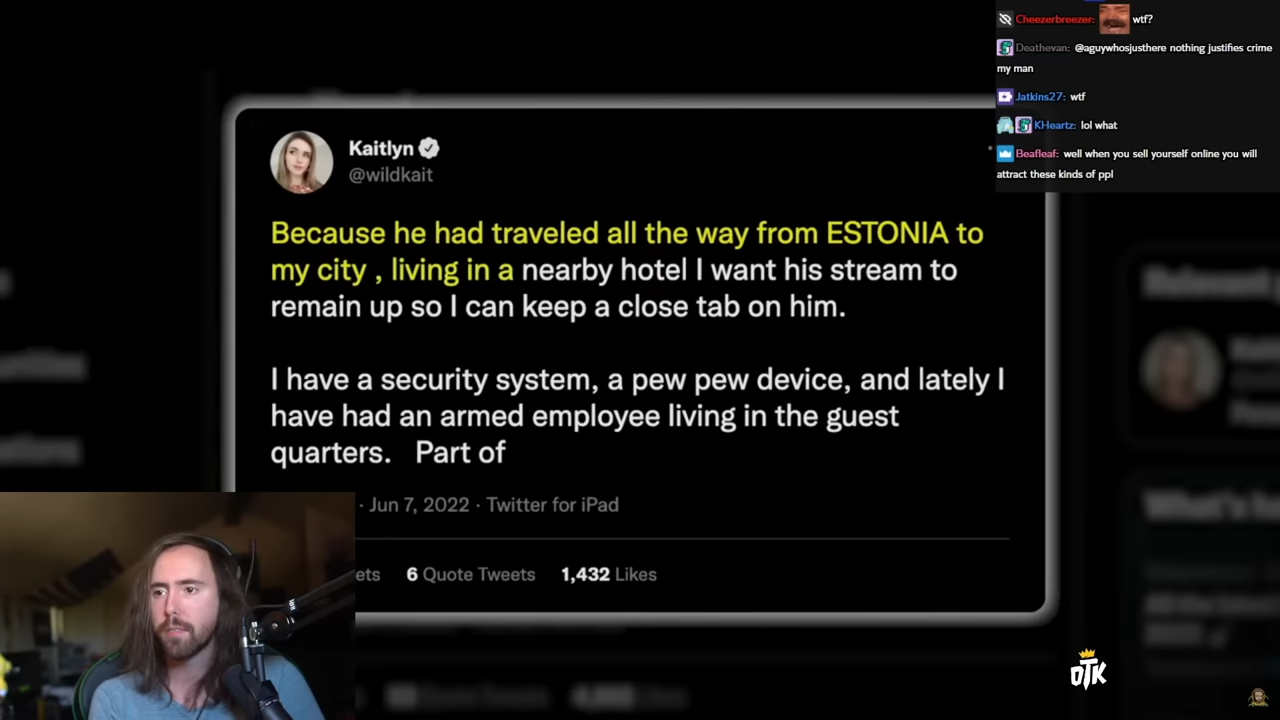 Cheezerbreezer: wtf?
Deathevan: @aguywhosjusthere nothing justifies crime
my man
Jatkins27: wtf
KHeartz: lol what
Beafleaf: well when you sell yourself online you will
attract these kinds of ppl
Kaitlyn
@wildkait
Because he had traveled all the way from ESTONIA to
my city , living in a nearby hotel I want his stream to
remain up so I can keep a close tab on him.
I have a security system, a pew pew device, and lately I
have had an armed employee living in the guest
quarters. Part of
· Jun 7, 2022 · Twitter for iPad
ets 6 Quote Tweets 1,432 Likes
Relevant
What's h
OTK